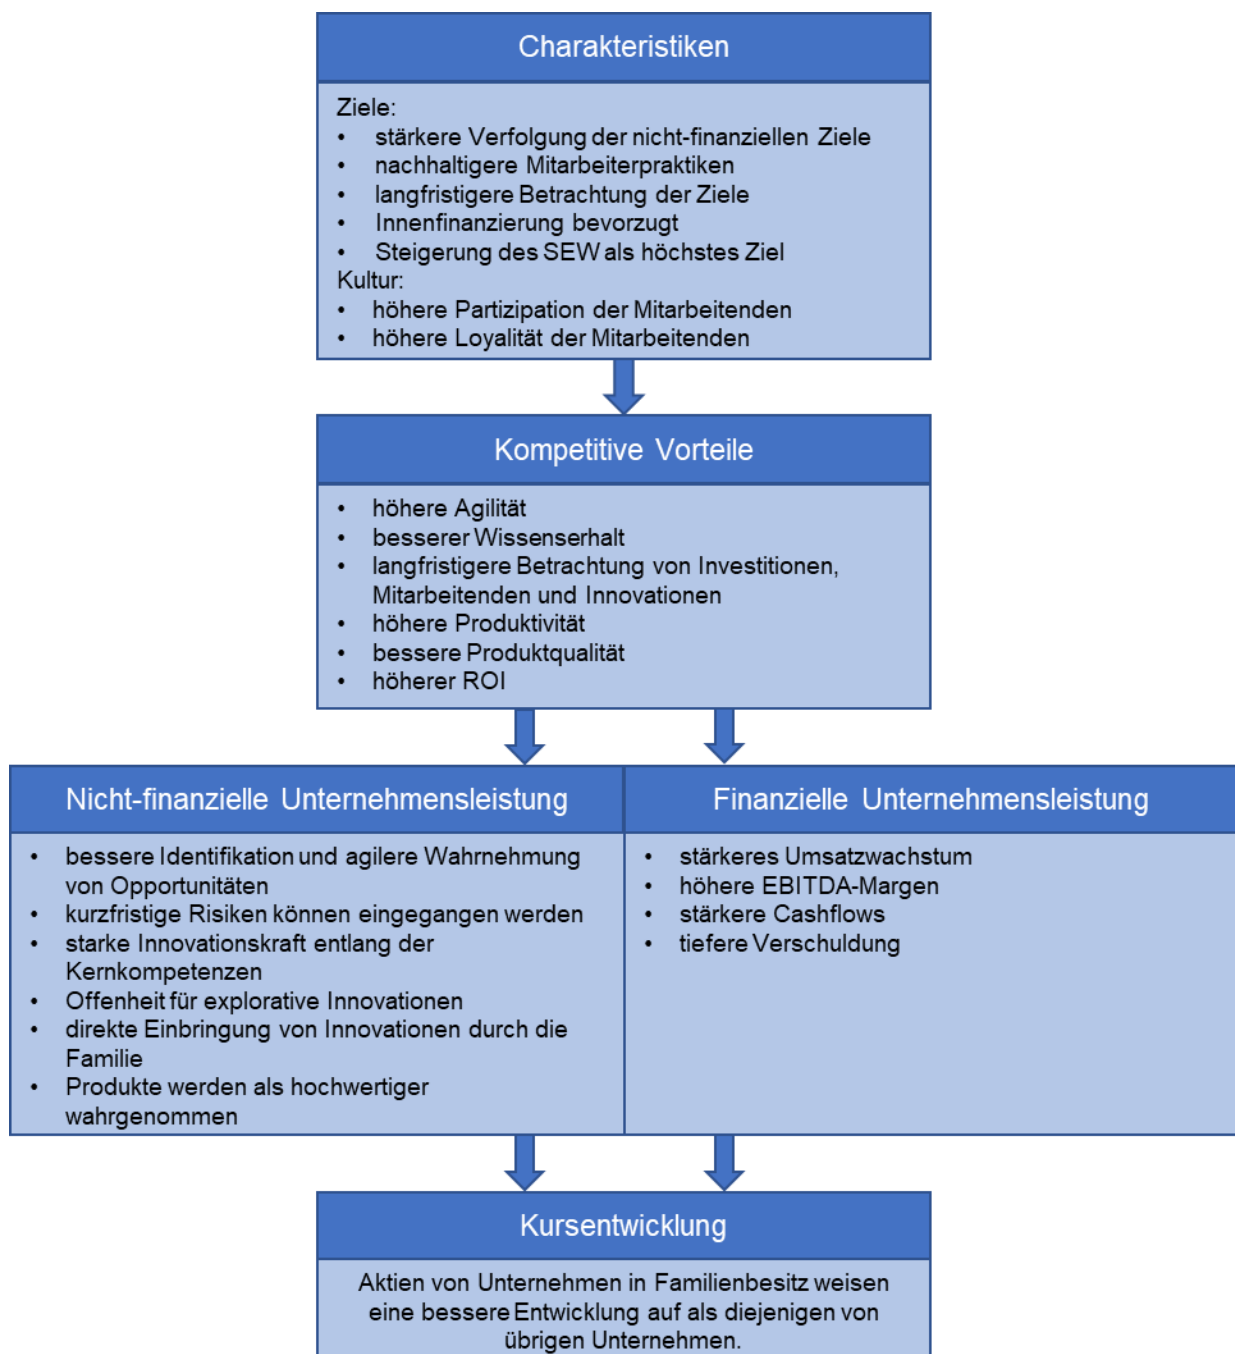 Charakteristiken
Ziele:
• stärkere Verfolgung der nicht-finanziellen Ziele
• nachhaltigere Mitarbeiterpraktiken
• langfristigere Betrachtung der Ziele
• Innenfinanzierung bevorzugt
• Steigerung des SEW als höchstes Ziel
Kultur:
• höhere Partizipation der Mitarbeitenden
• höhere Loyalität der Mitarbeitenden
Kompetitive Vorteile
• höhere Agilität
• besserer Wissenserhalt
• langfristigere Betrachtung von Investitionen,
Mitarbeitenden und Innovationen
• höhere Produktivität
• bessere Produktqualität
• höherer ROI
Nicht-finanzielle Unternehmensleistung
• bessere Identifikation und agilere Wahrnehmung
von Opportunitäten
• kurzfristige Risiken können eingegangen werden
• starke Innovationskraft entlang der
Kernkompetenzen
• Offenheit für explorative Innovationen
• direkte Einbringung von Innovationen durch die
Familie
• Produkte werden als hochwertiger
wahrgenommen
Finanzielle Unternehmensleistung
• stärkeres Umsatzwachstum
• höhere EBITDA-Margen
• stärkere Cashflows
• tiefere Verschuldung
Kursentwicklung
Aktien von Unternehmen in Familienbesitz weisen
eine bessere Entwicklung auf als diejenigen von
übrigen Unternehmen.